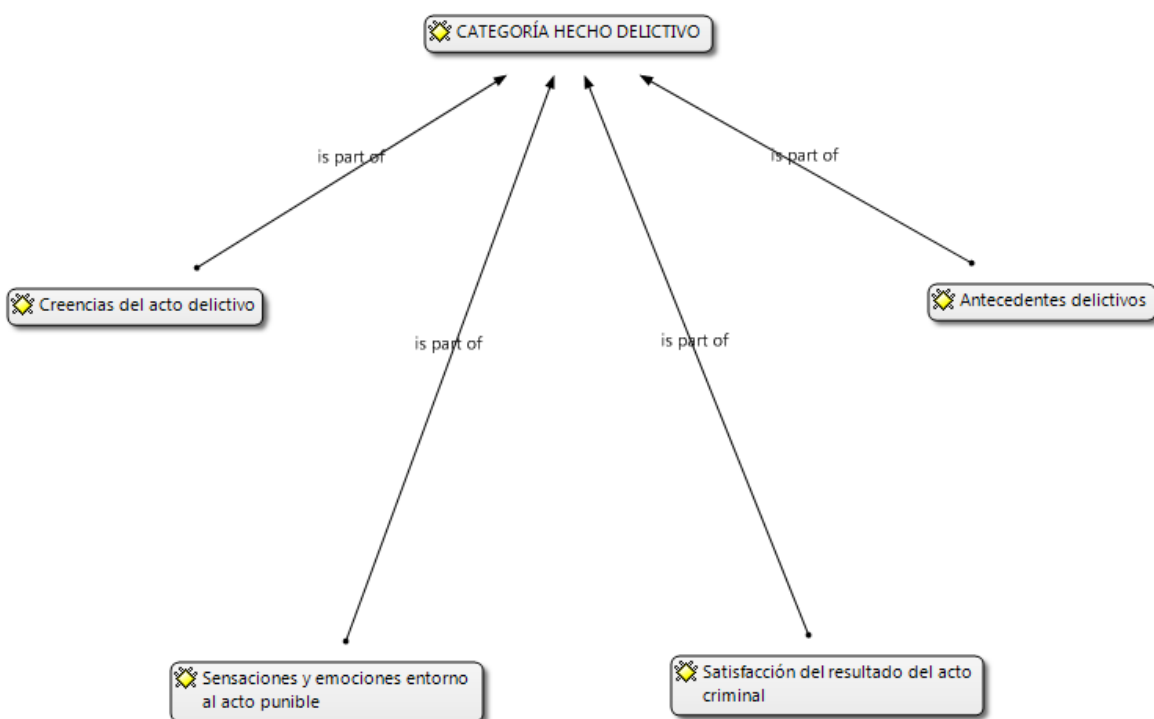 CATEGORÍA HECHO DELICTIVO
is part of
is part of
Creencias del acto delictivo
Antecedentes delictivos
is part of
is part of
Sensaciones y emociones entorno
al acto punible
Satisfacción del resultado del acto
criminal